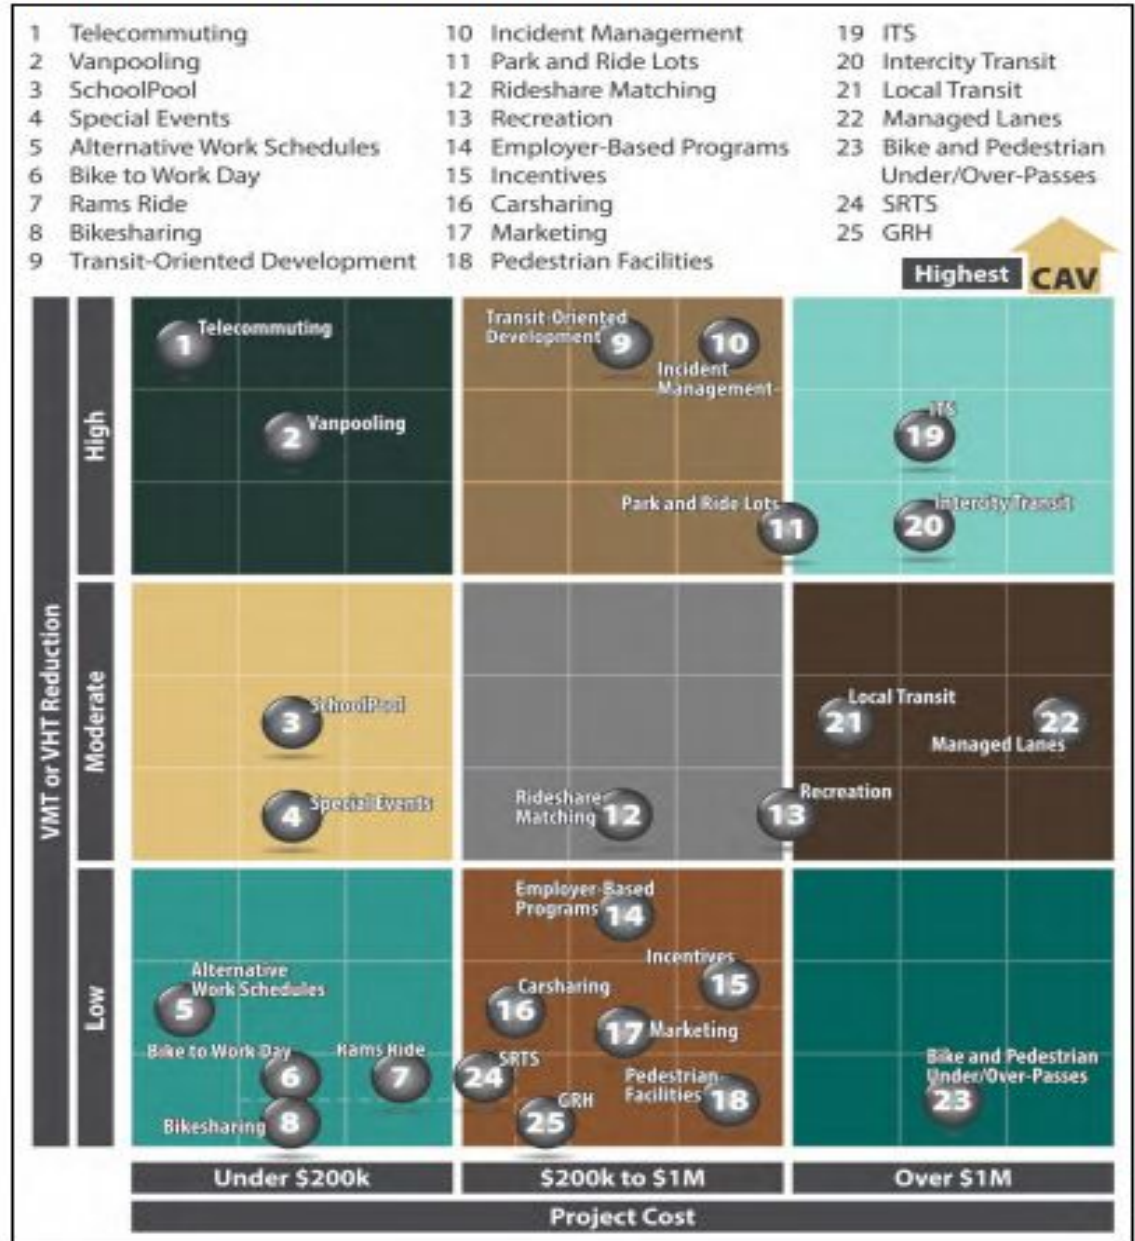 1 Telecommuting
2 Vanpooling
3 SchoolPool
4 Special Events
5 Alternative Work Schedules
6 Bike to Work Day
7 Rams Ride
8 Bikesharing
9 Transit-Oriented Development
10 Incident Management
11 Park and Ride Lots
12 Rideshare Matching
13 Recreation
14 Employer-Based Programs
15 Incentives
16 Carsharing
17 Marketing
18 Pedestrian Facilities
19 ITS
20 Intercity Transit
21 Local Transit
22 Managed Lanes
23 Bike and Pedestrian
Under/Over-Passes
24 SRTS
25 GRH
Highest
CAV
VMT or VHT Reduction
High
Telecommuting
1
Vanpooling
2
Transit-Oriented
Development
9
10
Incident
Management
Park and Ride Lots
11
ITS
19
Intercity Transit
20
Moderate
SchoolPool
3
Special Events
4
Rideshare
Matching
12
Recreation
13
Local Transit
21
22
Managed Lanes
Low
Alternative
Work Schedules
5
Bike to Work Day
6
Rams Ride
7
Bikesharing
8
Employer-Based
Programs
14
Incentives
15
Carsharing
16
17
Marketing
SRTS
24
Pedestrian
Facilities
18
GRH
25
Bike and Pedestrian
Under/Over-Passes
23
Under $200k
$200k to $1M
Over $1M
Project Cost